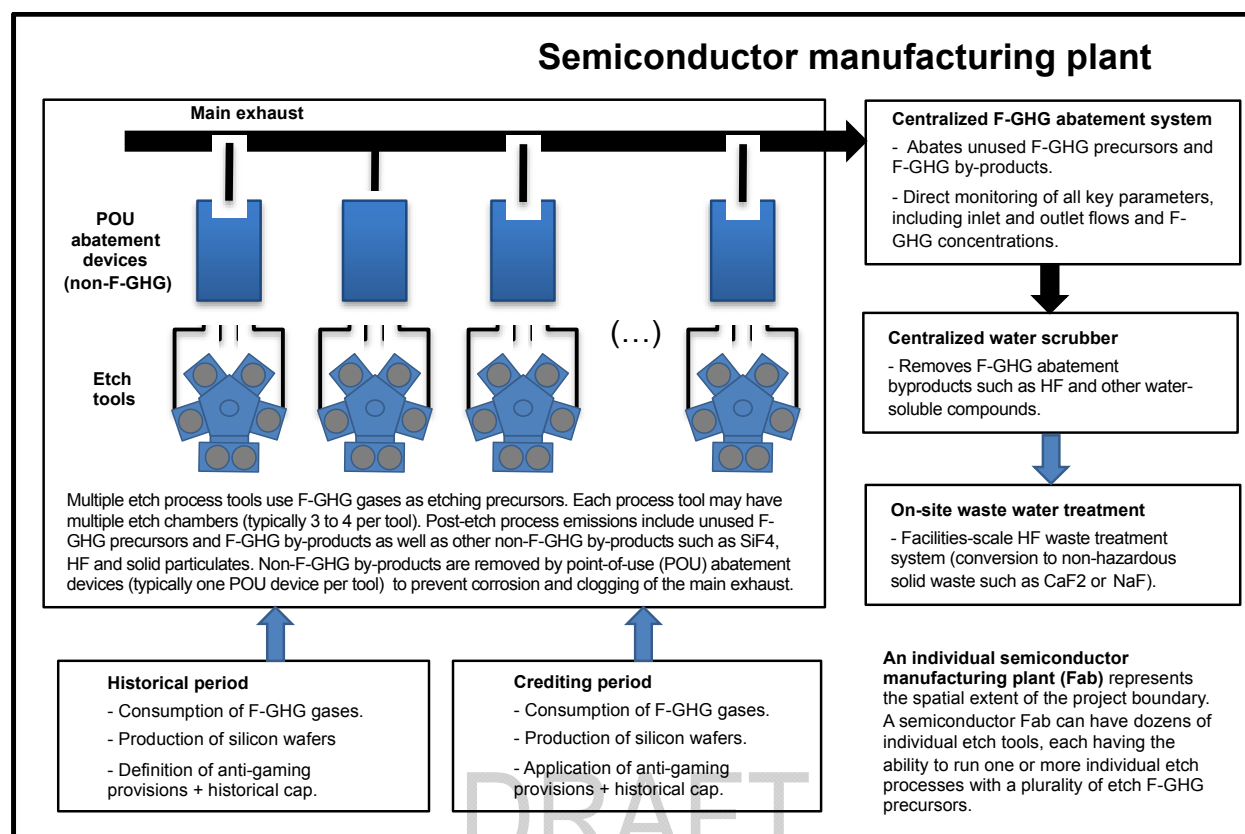 Semiconductor manufacturing plant
Main exhaust
POU
abatement
devices
(non-F-GHG)
(...)
Etch
tools
Multiple etch process tools use F-GHG gases as etching precursors. Each process tool may have
multiple etch chambers (typically 3 to 4 per tool). Post-etch process emissions include unused F-
GHG precursors and F-GHG by-products as well as other non-F-GHG by-products such as SiF4,
HF and solid particulates. Non-F-GHG by-products are removed by point-of-use (POU) abatement
devices (typically one POU device per tool) to prevent corrosion and clogging of the main exhaust.
Centralized F-GHG abatement system
- Abates unused F-GHG precursors and
F-GHG by-products.
- Direct monitoring of all key parameters,
including inlet and outlet flows and F-
GHG concentrations.
Centralized water scrubber
- Removes F-GHG abatement
byproducts such as HF and other water-
soluble compounds.
On-site waste water treatment
- Facilities-scale HF waste treatment
system (conversion to non-hazardous
solid waste such as CaF2 or NaF).
Historical period
- Consumption of F-GHG gases.
- Production of silicon wafers
- Definition of anti-gaming
provisions + historical cap.
Crediting period
- Consumption of F-GHG gases.
- Production of silicon wafers.
- Application of anti-gaming
provisions + historical cap.
An individual semiconductor
manufacturing plant (Fab) represents
the spatial extent of the project boundary.
A semiconductor Fab can have dozens of
individual etch tools, each having the
ability to run one or more individual etch
processes with a plurality of etch F-GHG
precursors.
DRAFT